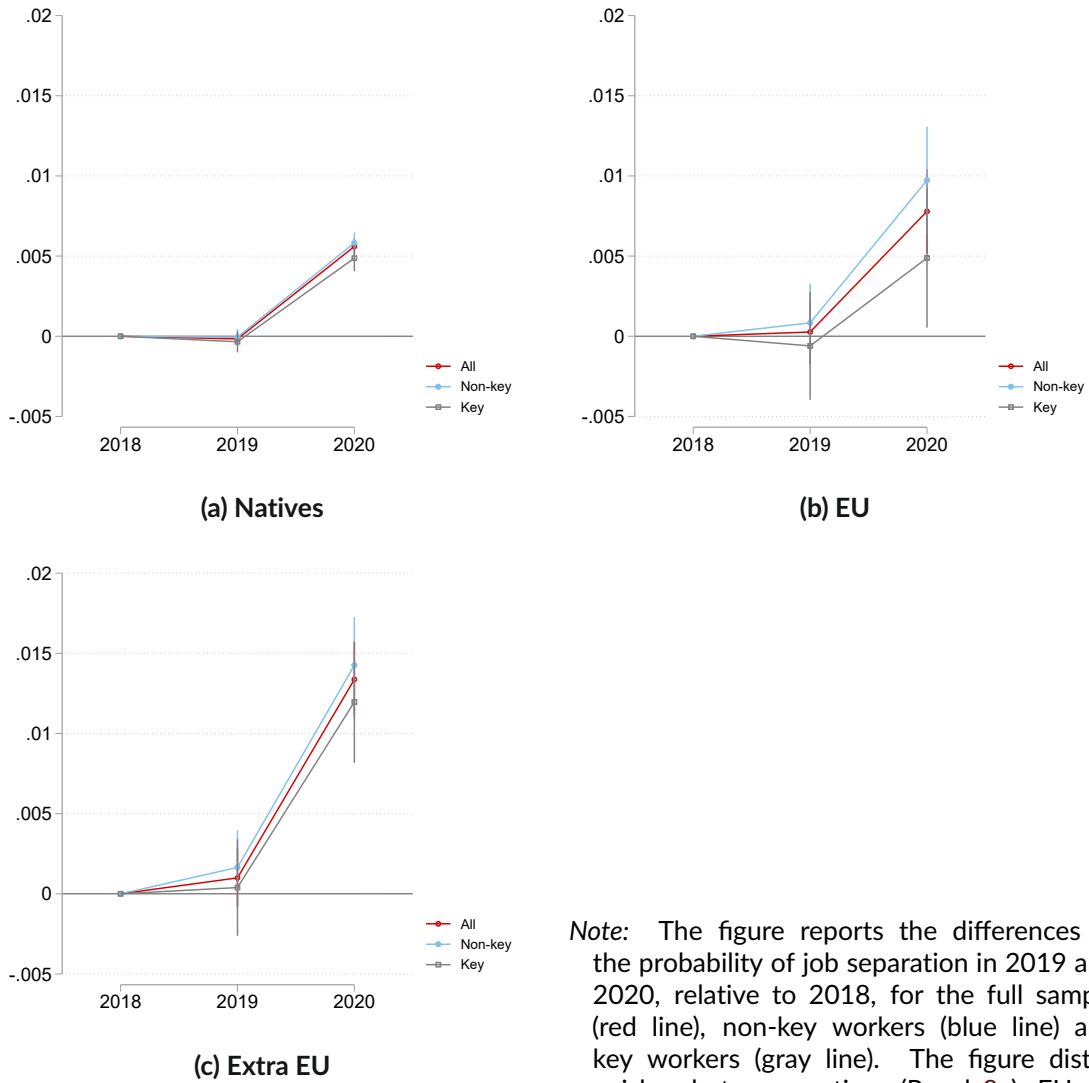 .02
.015
.01
.005
0
-.005
2018 2019 2020
All
Non-key
Key
(a) Natives
.02
.015
.01
.005
0
-.005
2018 2019 2020
All
Non-key
Key
(b) EU
.02
.015
.01
.005
0
-.005
2018 2019 2020
All
Non-key
Key
(c) Extra EU
Note: The figure reports the differences
the probability of job separation in 2019 a
2020, relative to 2018, for the full samp
(red line), non-key workers (blue line) a
key workers (gray line). The figure dist